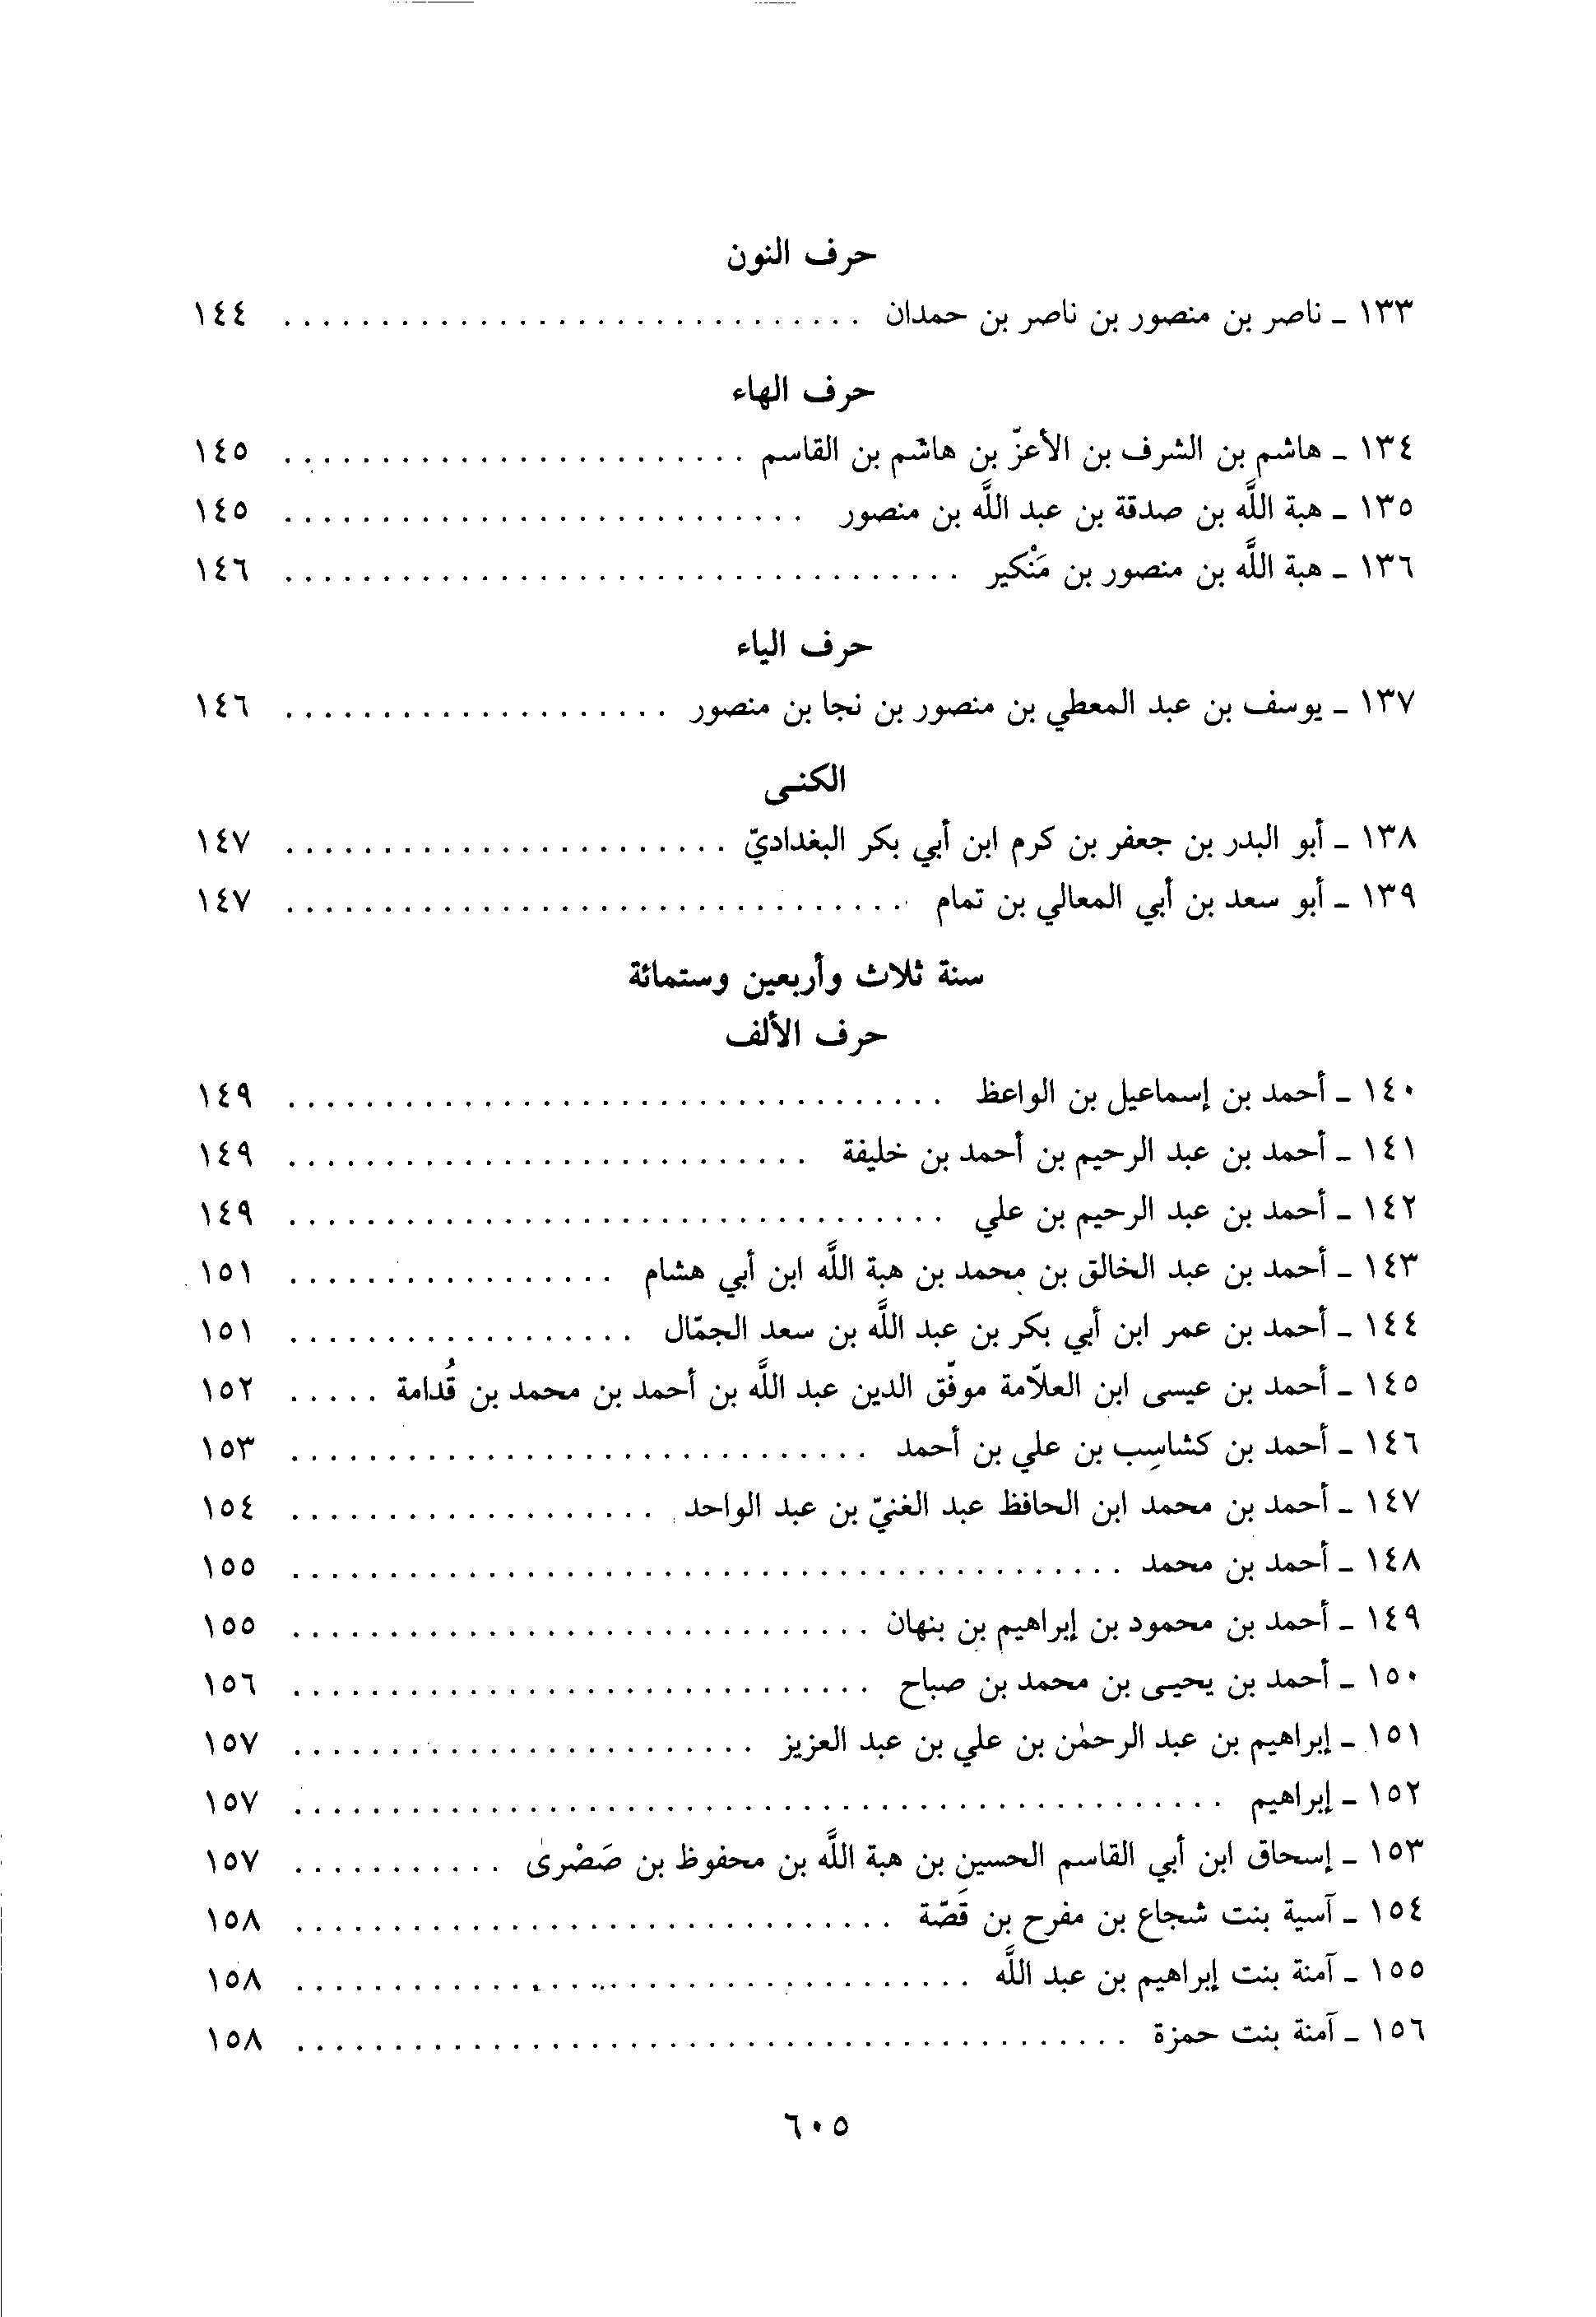 حرف النون
١٣٣ ـ ناصر بن منصور بن ناصر بن حمدان . . . . . . . . . . . . . . . . . . . . ١٤٤
حرف الهاء
١٣٤ ـ هاشم بن الشرف بن الأعزّ بن هاشم بن القاسم . . . . . . . . . . . . . . . . . . . . ١٤٥
١٣٥ ـ هبة اللَّه بن صدقة بن عبد اللَّه بن منصور . . . . . . . . . . . . . . . . . . . . ١٤٥
١٣٦ ـ هبة اللَّه بن منصور بن مَنْكير . . . . . . . . . . . . . . . . . . . . ١٤٦
حرف الياء
١٣٧ ـ يوسف بن عبد المعطي بن منصور بن نجا بن منصور . . . . . . . . . . . . . . . . . . . . ١٤٦
الكنـى
١٣٨ ـ أبو البدر بن جعفر بن كرم ابن أبي بكر البغداديّ . . . . . . . . . . . . . . . . . . . . ١٤٧
١٣٩ ـ أبو سعد بن أبي المعالي بن تمام . . . . . . . . . . . . . . . . . . . . ١٤٧
سنة ثلاث وأربعين وستمائة
حرف الألف
١٤٠ ـ أحمد بن إسماعيل بن الواعظ . . . . . . . . . . . . . . . . . . . . ١٤٩
١٤١ ـ أحمد بن عبد الرحيم بن أحمد بن خليفة . . . . . . . . . . . . . . . . . . . . ١٤٩
١٤٢ ـ أحمد بن عبد الرحيم بن علي . . . . . . . . . . . . . . . . . . . . ١٤٩
١٤٣ ـ أحمد بن عبد الخالق بن محمد بن هبة اللَّه ابن أبي هشام . . . . . . . . . . . . . . . . . ١٥١
١٤٤ ـ أحمد بن عمر ابن أبي بكر بن عبد اللَّه بن سعد الجمّال . . . . . . . . . . . . . . . . . . ١٥١
١٤٥ ـ أحمد بن عيسى ابن العلاّمة موفّق الدين عبد اللَّه بن أحمد بن محمد بن قُدامة . . . . . ١٥٢
١٤٦ ـ أحمد بن كشاسِب بن علي بن أحمد . . . . . . . . . . . . . . . . . . . . ١٥٣
١٤٧ ـ أحمد بن محمد ابن الحافظ عبد الغنيّ بن عبد الواحد . . . . . . . . . . . . . . . . . . . ١٥٤
١٤٨ ـ أحمد بن محمد . . . . . . . . . . . . . . . . . . . . ١٥٥
١٤٩ ـ أحمد بن محمود بن إبراهيم بن بنهان . . . . . . . . . . . . . . . . . . . . ١٥٥
١٥٠ ـ أحمد بن يحيـى بن محمد بن صباح . . . . . . . . . . . . . . . . . . . . ١٥٦
١٥١ ـ إبراهيم بن عبد الرحمٰن بن علي بن عبد العزيز . . . . . . . . . . . . . . . . . . . . ١٥٧
١٥٢ ـ إبراهيم . . . . . . . . . . . . . . . . . . . . ١٥٧
١٥٣ ـ إسحاق ابن أبي القاسم الحسين بن هبة اللَّه بن محفوظ بن صَصْرىٰ . . . . . . . . . . . ١٥٧
١٥٤ ـ آسية بنت شجاع بن مفرح بن قَصّة . . . . . . . . . . . . . . . . . . . . ١٥٨
١٥٥ ـ آمنة بنت إبراهيم بن عبد اللَّه . . . . . . . . . . . . . . . . . . . . ١٥٨
١٥٦ ـ آمنة بنت حمزة . . . . . . . . . . . . . . . . . . . . ١٥٨
٦٠٥